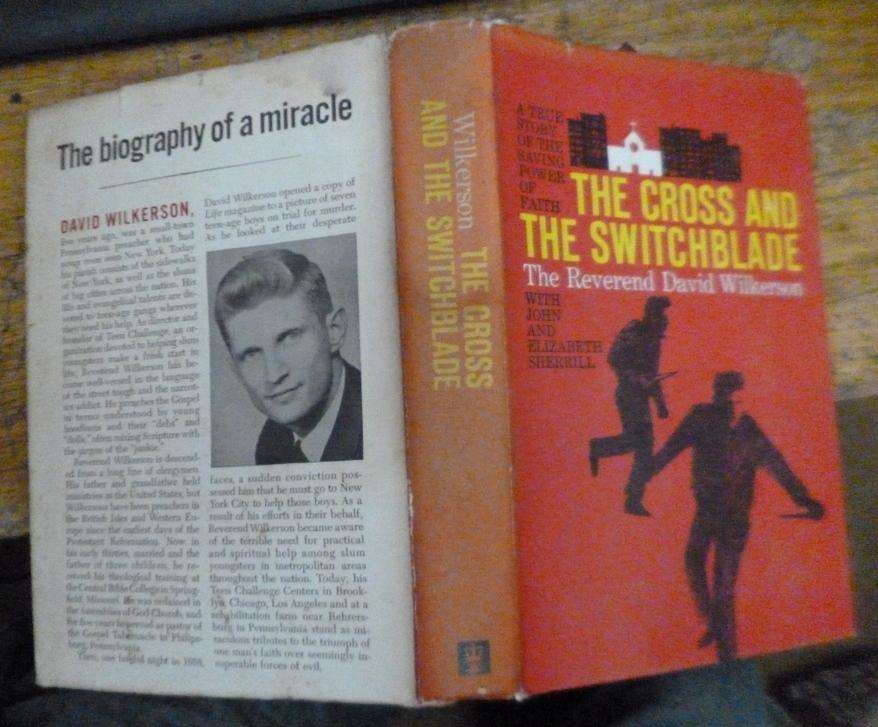 The biography of a miracle
DAVID WILKERSON,
five years ago, was a small-town
Pennsylvania preacher who had
never even seen New York. Today
his parish consists of the sidewalks
of New York, as well as the slums
of big cities across the nation. His
life and evangelical talents are de-
voted to teen-age gangs wherever
they need his help. As director and
founder of Teen Challenge, an or-
ganization devoted to helping slum
youngsters make a fresh start in
life, Reverend Wilkerson has be-
come well-versed in the language
of the street tough and the narcot-
ics addict. He preaches the Gospel
in terms understood by young
hoodlums and their "debs" and
"dolls," often mixing Scripture with
the jargon of the "junkie."
Reverend Wilkerson is descend-
ed from a long line of clergymen.
His father and grandfather held
ministries in the United States, but
Wilkersons have been preachers in
the British Isles and Western Eu-
rope since the earliest days of the
Protestant Reformation. Now in
his early thirties, married and the
father of three children, he re-
ceived his theological training at
the Central Bible College in Spring-
field, Missouri. He was ordained in
the Assemblies of God Church, and
for five years he served as pastor of
the Gospel Tabernacle in Philips-
burg, Pennsylvania.
Then, one bright night in 1958,
David Wilkerson opened a copy of
Life magazine to a picture of seven
teen-age boys on trial for murder.
As he looked at their desperate
faces, a sudden conviction pos-
sessed him that he must go to New
York City to help those boys. As a
result of his efforts in their behalf,
Reverend Wilkerson became aware
of the terrible need for practical
and spiritual help among slum
youngsters in metropolitan areas
throughout the nation. Today, his
Teen Challenge Centers in Brook-
lyn, Chicago, Los Angeles and at a
rehabilitation farm near Rehrers-
burg in Pennsylvania stand as mi-
raculous tributes to the triumph of
one man's faith over seemingly in-
superable forces of evil.
Wilkerson THE CROSS
AND THE SWITCHBLADE
A TRUE
STORY
OF THE
SAVING
POWER
OF
FAITH
THE CROSS AND
THE SWITCHBLADE
The Reverend David Wilkerson
WITH
JOHN
AND
ELIZABETH
SHERRILL